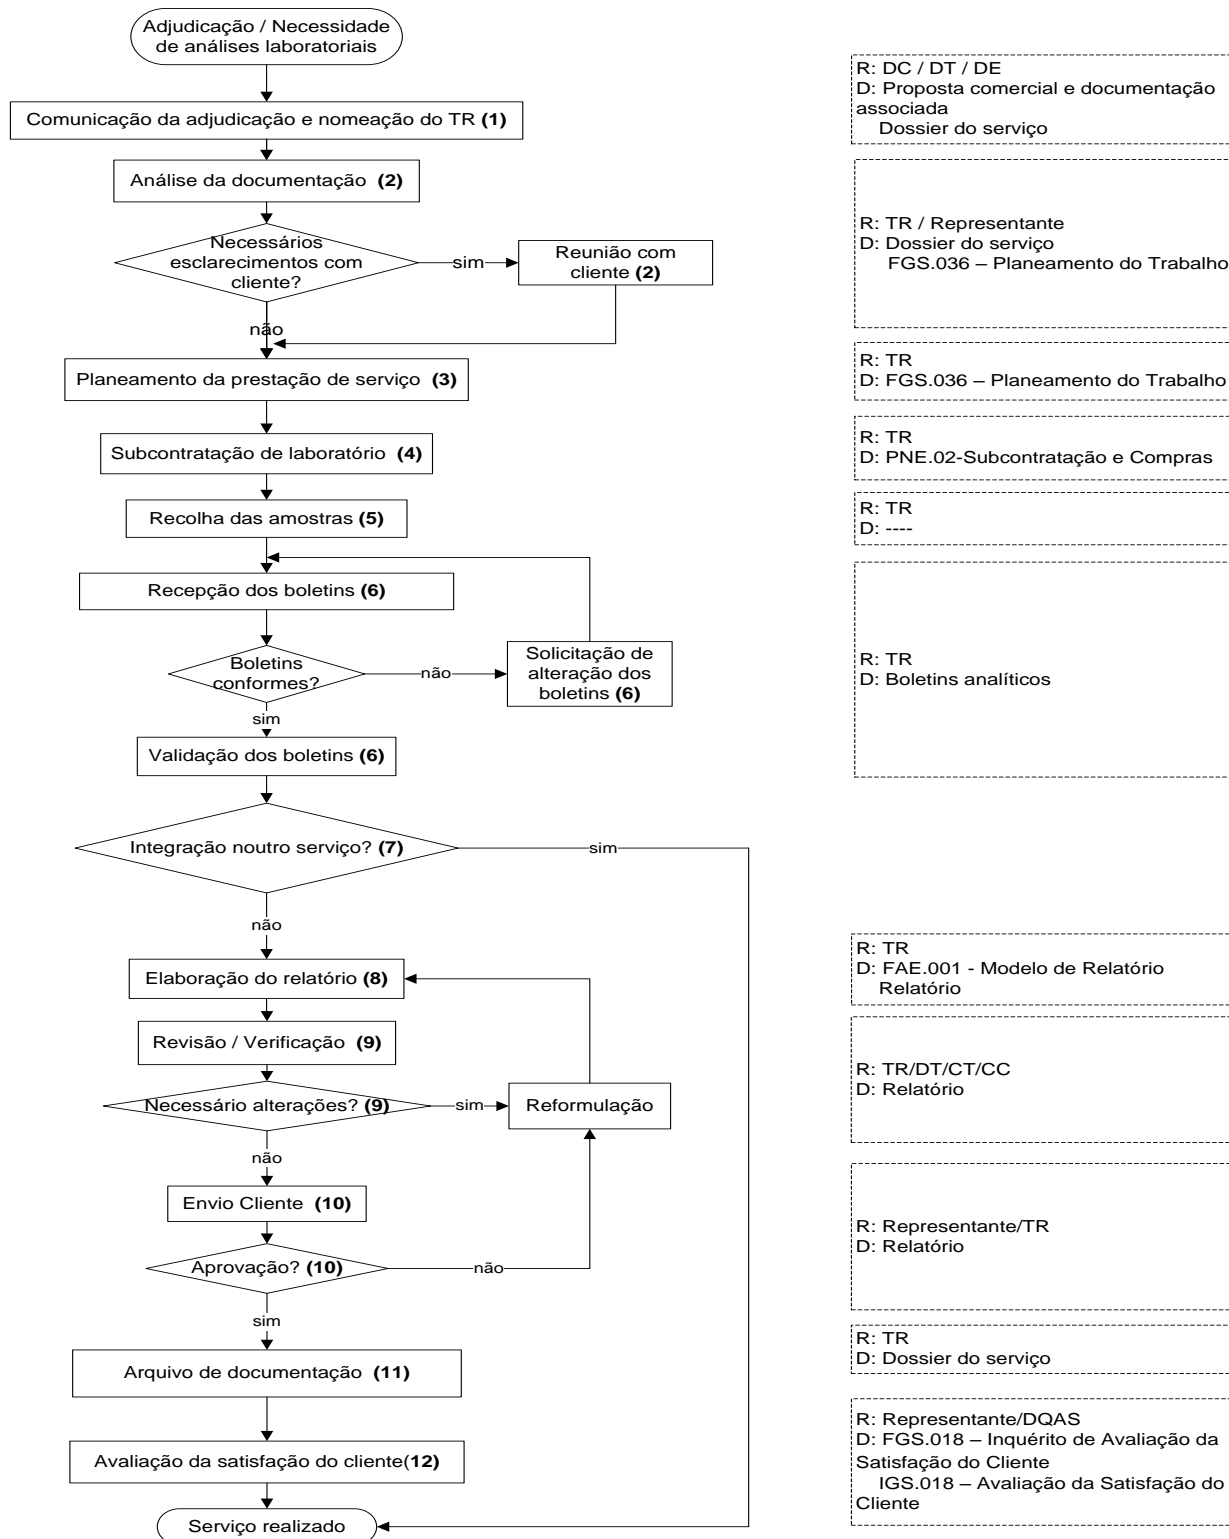 Adjudicação / Necessidade
de análises laboratoriais
R: DC / DT / DE
D: Proposta comercial e documentação
associada
Dossier do serviço
Comunicação da adjudicação e nomeação do TR (1)
Análise da documentação (2)
Necessários
esclarecimentos com
cliente?
sim
Reunião com
cliente (2)
R: TR / Representante
D: Dossier do serviço
FGS.036 – Planeamento do Trabalho
não
Planeamento da prestação de serviço (3)
R: TR
D: FGS.036 – Planeamento do Trabalho
Subcontratação de laboratório (4)
R: TR
D: PNE.02-Subcontratação e Compras
Recolha das amostras (5)
R: TR
D: ----
Recepção dos boletins (6)
Boletins
conformes?
não
Solicitação de
alteração dos
boletins (6)
R: TR
D: Boletins analíticos
sim
Validação dos boletins (6)
Integração noutro serviço? (7)
sim
não
Elaboração do relatório (8)
R: TR
D: FAE.001 - Modelo de Relatório
Relatório
Revisão / Verificação (9)
R: TR/DT/CT/CC
D: Relatório
Necessário alterações? (9)
sim
Reformulação
não
Envio Cliente (10)
R: Representante/TR
D: Relatório
Aprovação? (10)
não
sim
Arquivo de documentação (11)
R: TR
D: Dossier do serviço
Avaliação da satisfação do cliente(12)
R: Representante/DQAS
D: FGS.018 – Inquérito de Avaliação da
Satisfação do Cliente
IGS.018 – Avaliação da Satisfação do
Cliente
Serviço realizado